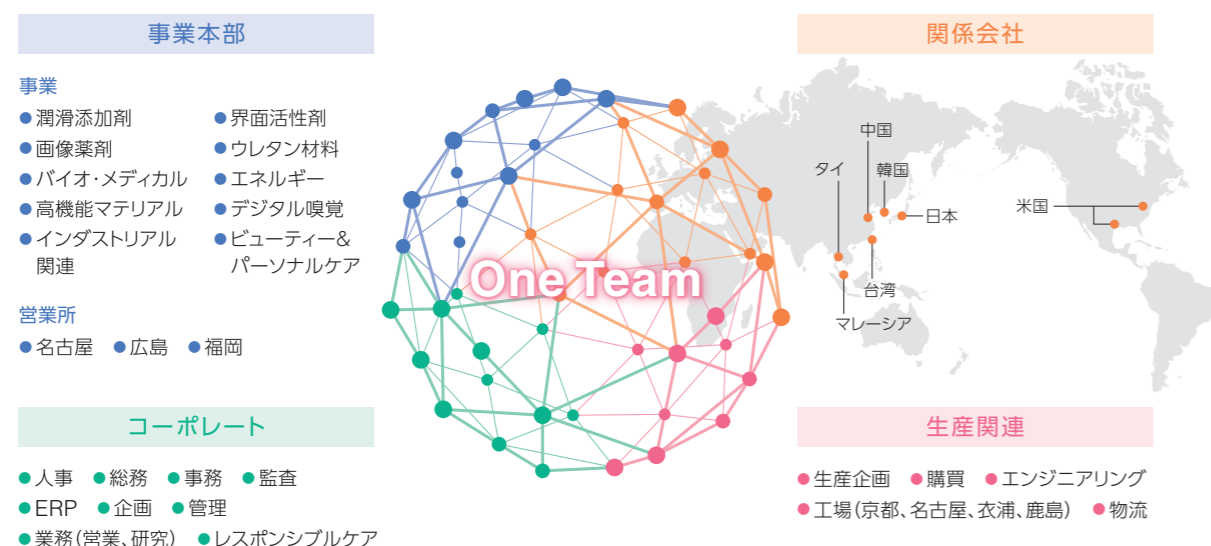 事業本部
事業
●潤滑添加剤
●画像薬剤
●バイオ・メディカル
●高機能マテリアル
●インダストリアル
関連
●界面活性剤
●ウレタン材料
●エネルギー
●デジタル嗅覚
●ビューティー&
パーソナルケア
営業所
●名古屋 ●広島 ●福岡
One Team
関係会社
中国
タイ
韓国
日本
台湾
マレーシア
米国
コーポレート
●人事 ●総務 ●事務 ●監査
●ERP ●企画 ●管理
●業務(営業、研究) ●レスポンシブルケア
生産関連
●生産企画 ●購買 ●エンジニアリング
●工場(京都、名古屋、衣浦、鹿島) ●物流